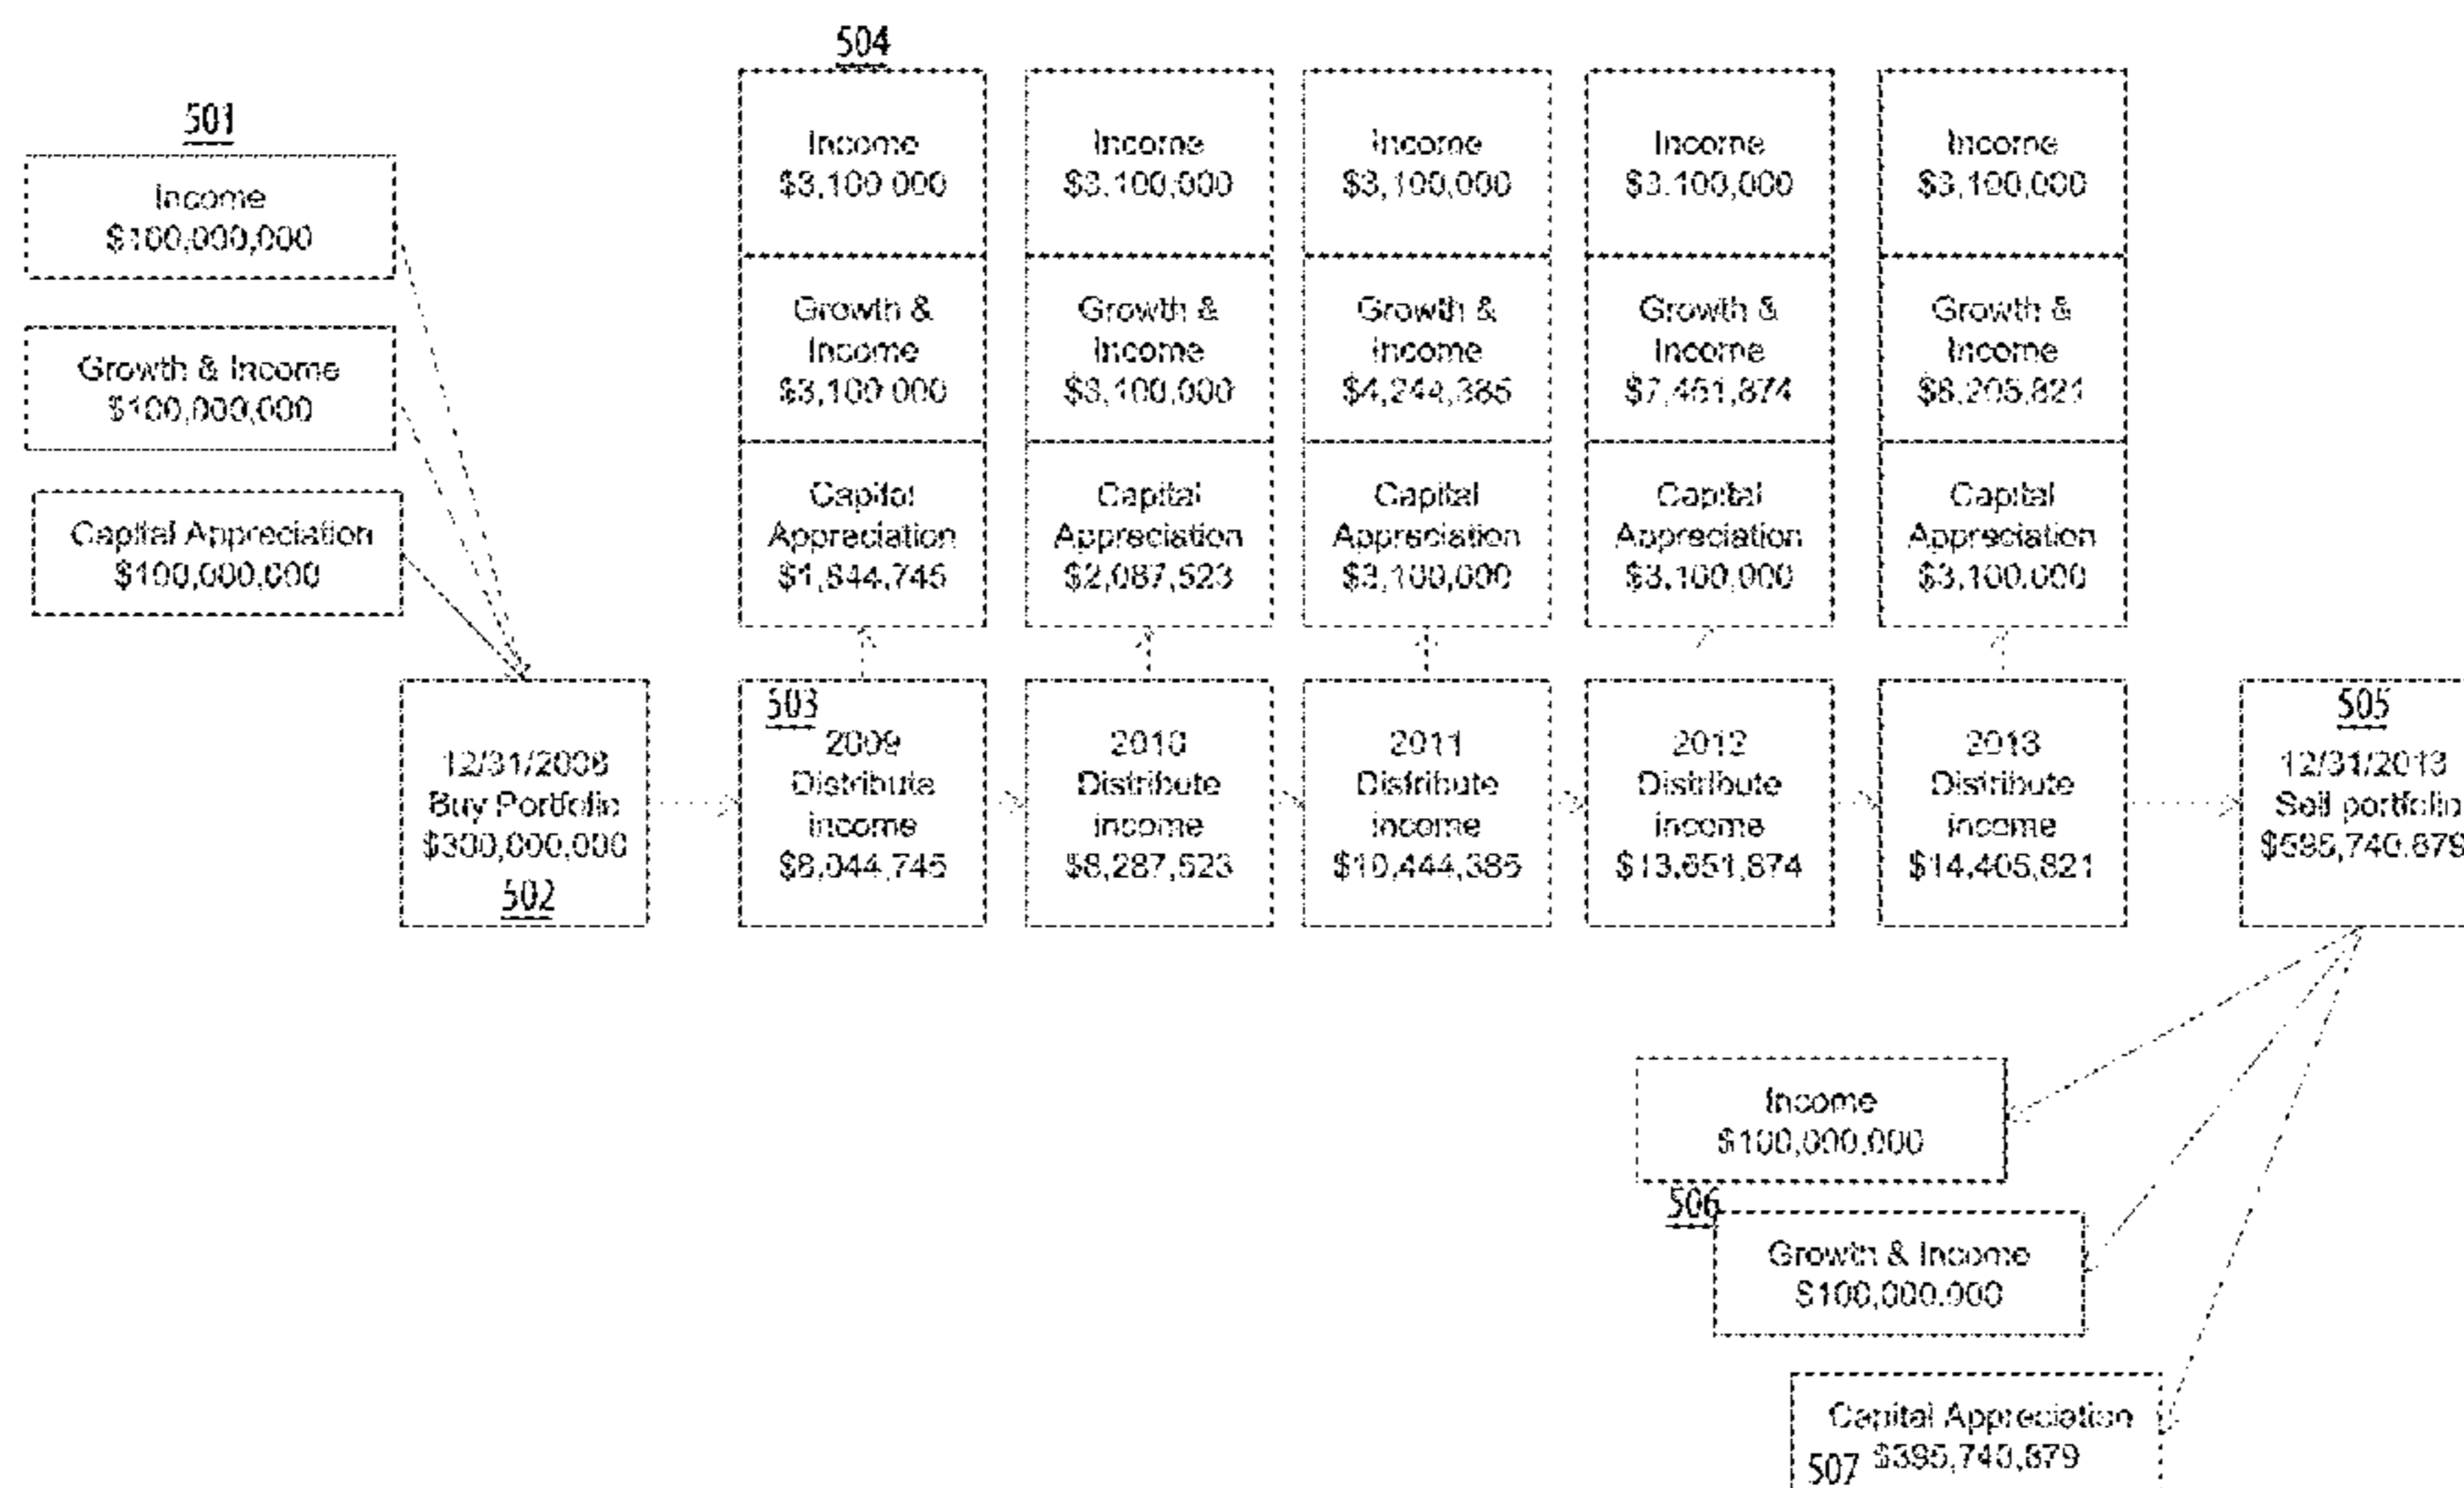 504
501
Income
$100,000,000
Growth & Income
$100,000,000
Capital Appreciation
$100,000,000
Income
$3,100,000
Growth &
Income
$3,100,000
Capital
Appreciation
$1,844,745
Income
$3,100,000
Growth &
Income
$3,100,000
Capital
Appreciation
$2,087,523
Income
$3,100,000
Growth &
Income
$4,244,385
Capital
Appreciation
$3,100,000
Income
$3,100,000
Growth &
Income
$7,451,874
Capital
Appreciation
$3,100,000
Income
$3,100,000
Growth &
Income
$8,205,821
Capital
Appreciation
$3,100,000
12/31/2008
Buy Portfolio
$300,000,000
502
503
2009
Distribute
income
$8,044,745
2010
Distribute
income
$8,287,523
2011
Distribute
income
$10,444,385
2012
Distribute
income
$13,651,874
2013
Distribute
income
$14,405,821
505
12/31/2013
Sell portfolio
$595,740,879
Income
$100,000,000
506
Growth & Income
$100,000,000
Capital Appreciation
507 $395,740,879